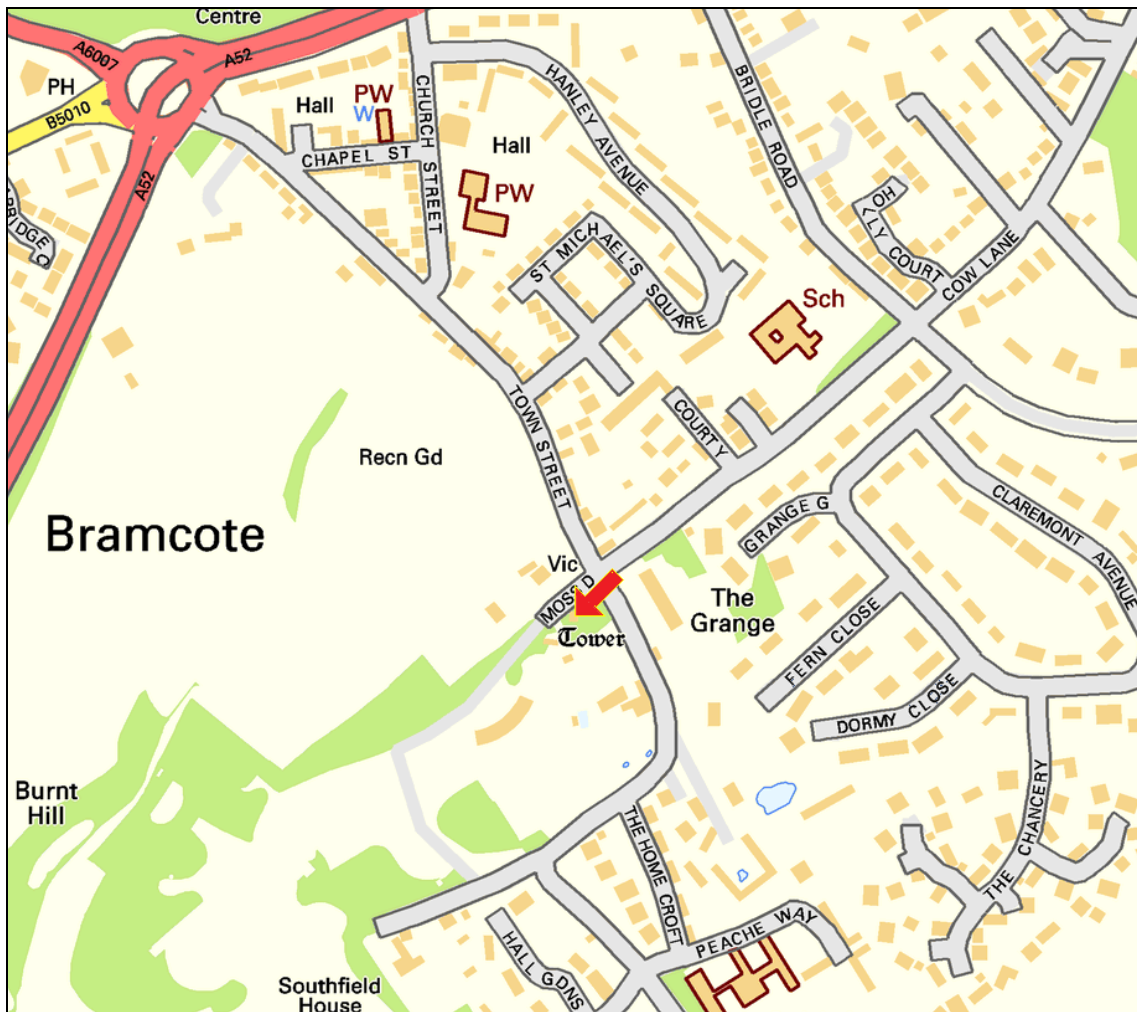 Centre
A6007
A52
PH
B5010
A52
Hall
PW
W
CHAPEL ST
CHURCH STREET
Hall
PW
HANLEY AVENUE
BRIDLE ROAD
ST MICHAEL'S SQUARE
Sch
HOLLY COURT
COW LANE
TOWN STREET
COURT Y
Recn Gd
Bramcote
GRANGE G
CLAREMONT AVENUE
Vic
MOSS D
Tower
The
Grange
FERN CLOSE
DORMY CLOSE
Burnt
Hill
THE HOME CROFT
THE CHANCERY
PEACHE WAY
HALL GDNS
Southfield
House